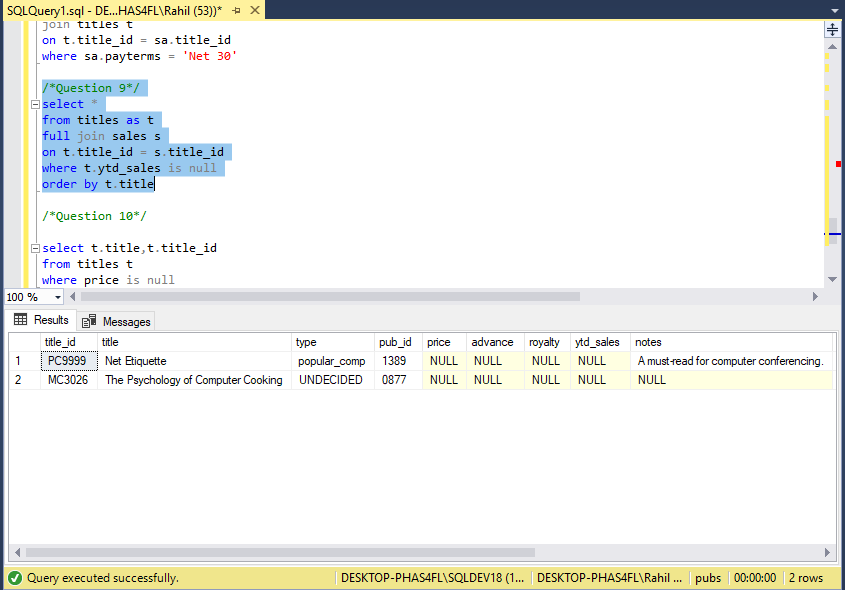 SQLQuery1.sql - DE...HAS4FL\Rahil (53))*
join titles t
on t.title_id = sa.title_id
where sa.payterms = 'Net 30'
/*Question 9*/
select *
from titles as t
full join sales s
on t.title_id = s.title_id
where t.ytd_sales is null
order by t.title
/*Question 10*/
select t.title,t.title_id
from titles t
where price is null
100 %
Results Messages
title_id title type pub_id price advance royalty ytd_sales notes
1 PC9999 Net Etiquette popular_comp 1389 NULL NULL NULL NULL A must-read for computer conferencing.
2 MC3026 The Psychology of Computer Cooking UNDECIDED 0877 NULL NULL NULL NULL NULL
Query executed successfully. DESKTOP-PHAS4FL\SQLDEV18 (1... DESKTOP-PHAS4FL\Rahil ... pubs 00:00:00 2 rows